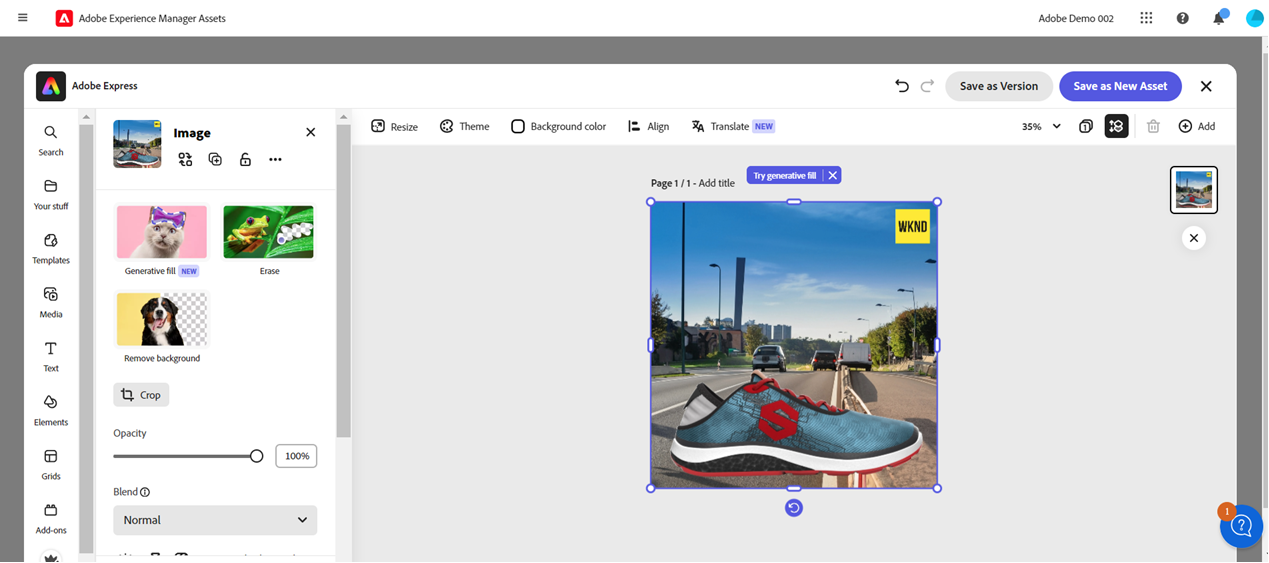 Adobe Experience Manager Assets
Adobe Demo 002
Adobe Express
Save as Version
Save as New Asset
Search
Your stuff
Templates
Media
Text
Elements
Grids
Add-ons
Image
Generative fill NEW
Erase
Remove background
Crop
Opacity
100%
Blend
Normal
Resize
Theme
Background color
Align
Translate NEW
35%
1
Add
Page 1 / 1 - Add title
Try generative fill
WKND
S
1